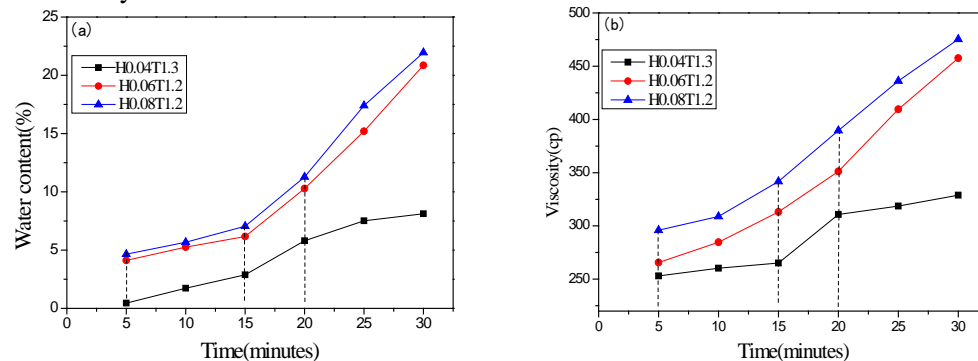 (a)
H0.04T1.3
H0.06T1.2
H0.08T1.2
Water content(%)
25
20
15
10
5
0
0 5 10 15 20 25 30
Time(minutes)
(b)
H0.04T1.3
H0.06T1.2
H0.08T1.2
Viscosity(cp)
500
450
400
350
300
250
0 5 10 15 20 25 30
Time(minutes)